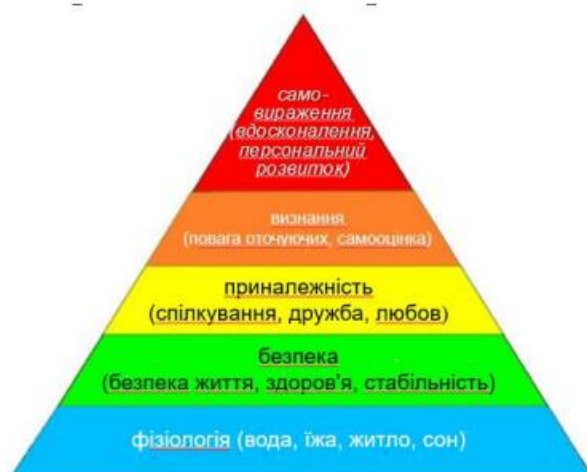 само-
вираження
(вдосконалення,
персональний
розвиток)
визнання
(повага оточуючих, самооцінка)
приналежність
(спілкування, дружба, любов)
безпека
(безпека життя, здоров'я, стабільність)
фізіологія (вода, їжа, житло, сон)